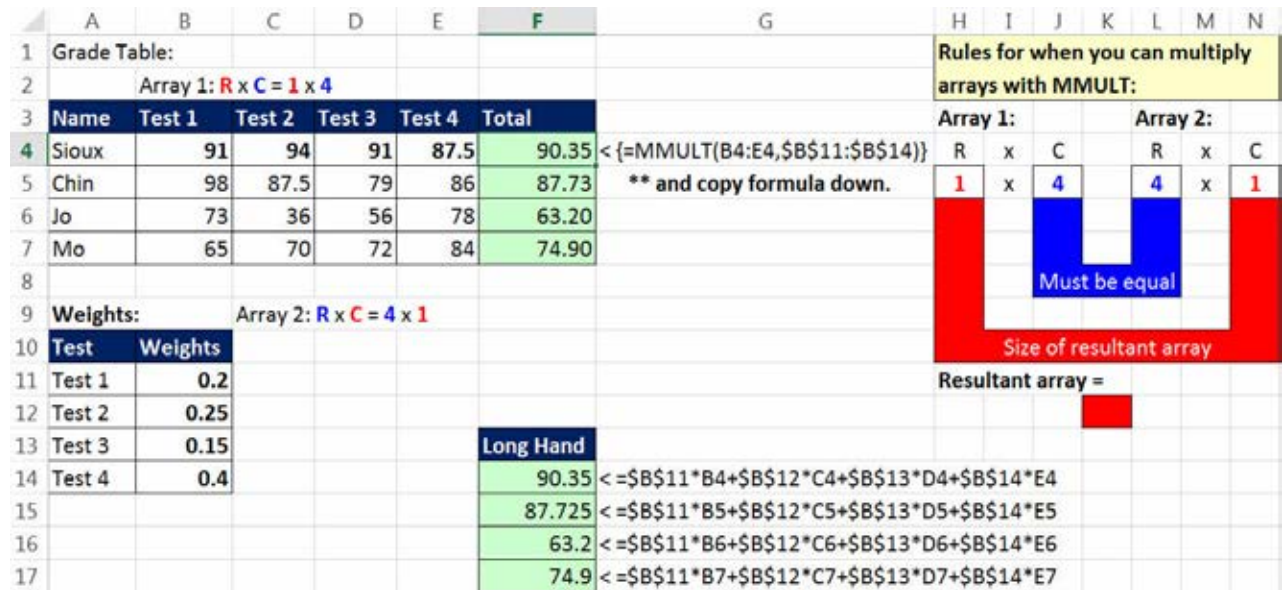 A B C D E F G H I J K L M N
1 Grade Table: Rules for when you can multiply
2 Array 1: R x C = 1 x 4 arrays with MMULT:
3 Name Test 1 Test 2 Test 3 Test 4 Total Array 1: Array 2:
4 Sioux 91 94 91 87.5 90.35 < {=MMULT(B4:E4,$B$11:$B$14)} R x C R x C
5 Chin 98 87.5 79 86 87.73 ** and copy formula down. 1 x 4 4 x 1
6 Jo 73 36 56 78 63.20
7 Mo 65 70 72 84 74.90
8 Must be equal
9 Weights: Array 2: R x C = 4 x 1
10 Test Weights Size of resultant array
11 Test 1 0.2 Resultant array =
12 Test 2 0.25
13 Test 3 0.15 Long Hand
14 Test 4 0.4 90.35 < =$B$11*B4+$B$12*C4+$B$13*D4+$B$14*E4
15 87.725 < =$B$11*B5+$B$12*C5+$B$13*D5+$B$14*E5
16 63.2 < =$B$11*B6+$B$12*C6+$B$13*D6+$B$14*E6
17 74.9 < =$B$11*B7+$B$12*C7+$B$13*D7+$B$14*E7